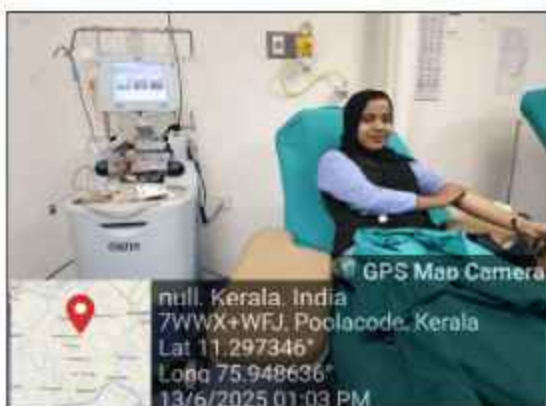 GPS Map Camera
null. Kerala. India
7WWX+WFJ. Poolacode. Kerala
Lat 11.297346°
Long 75.948636°
13/6/2025 01:03 PM